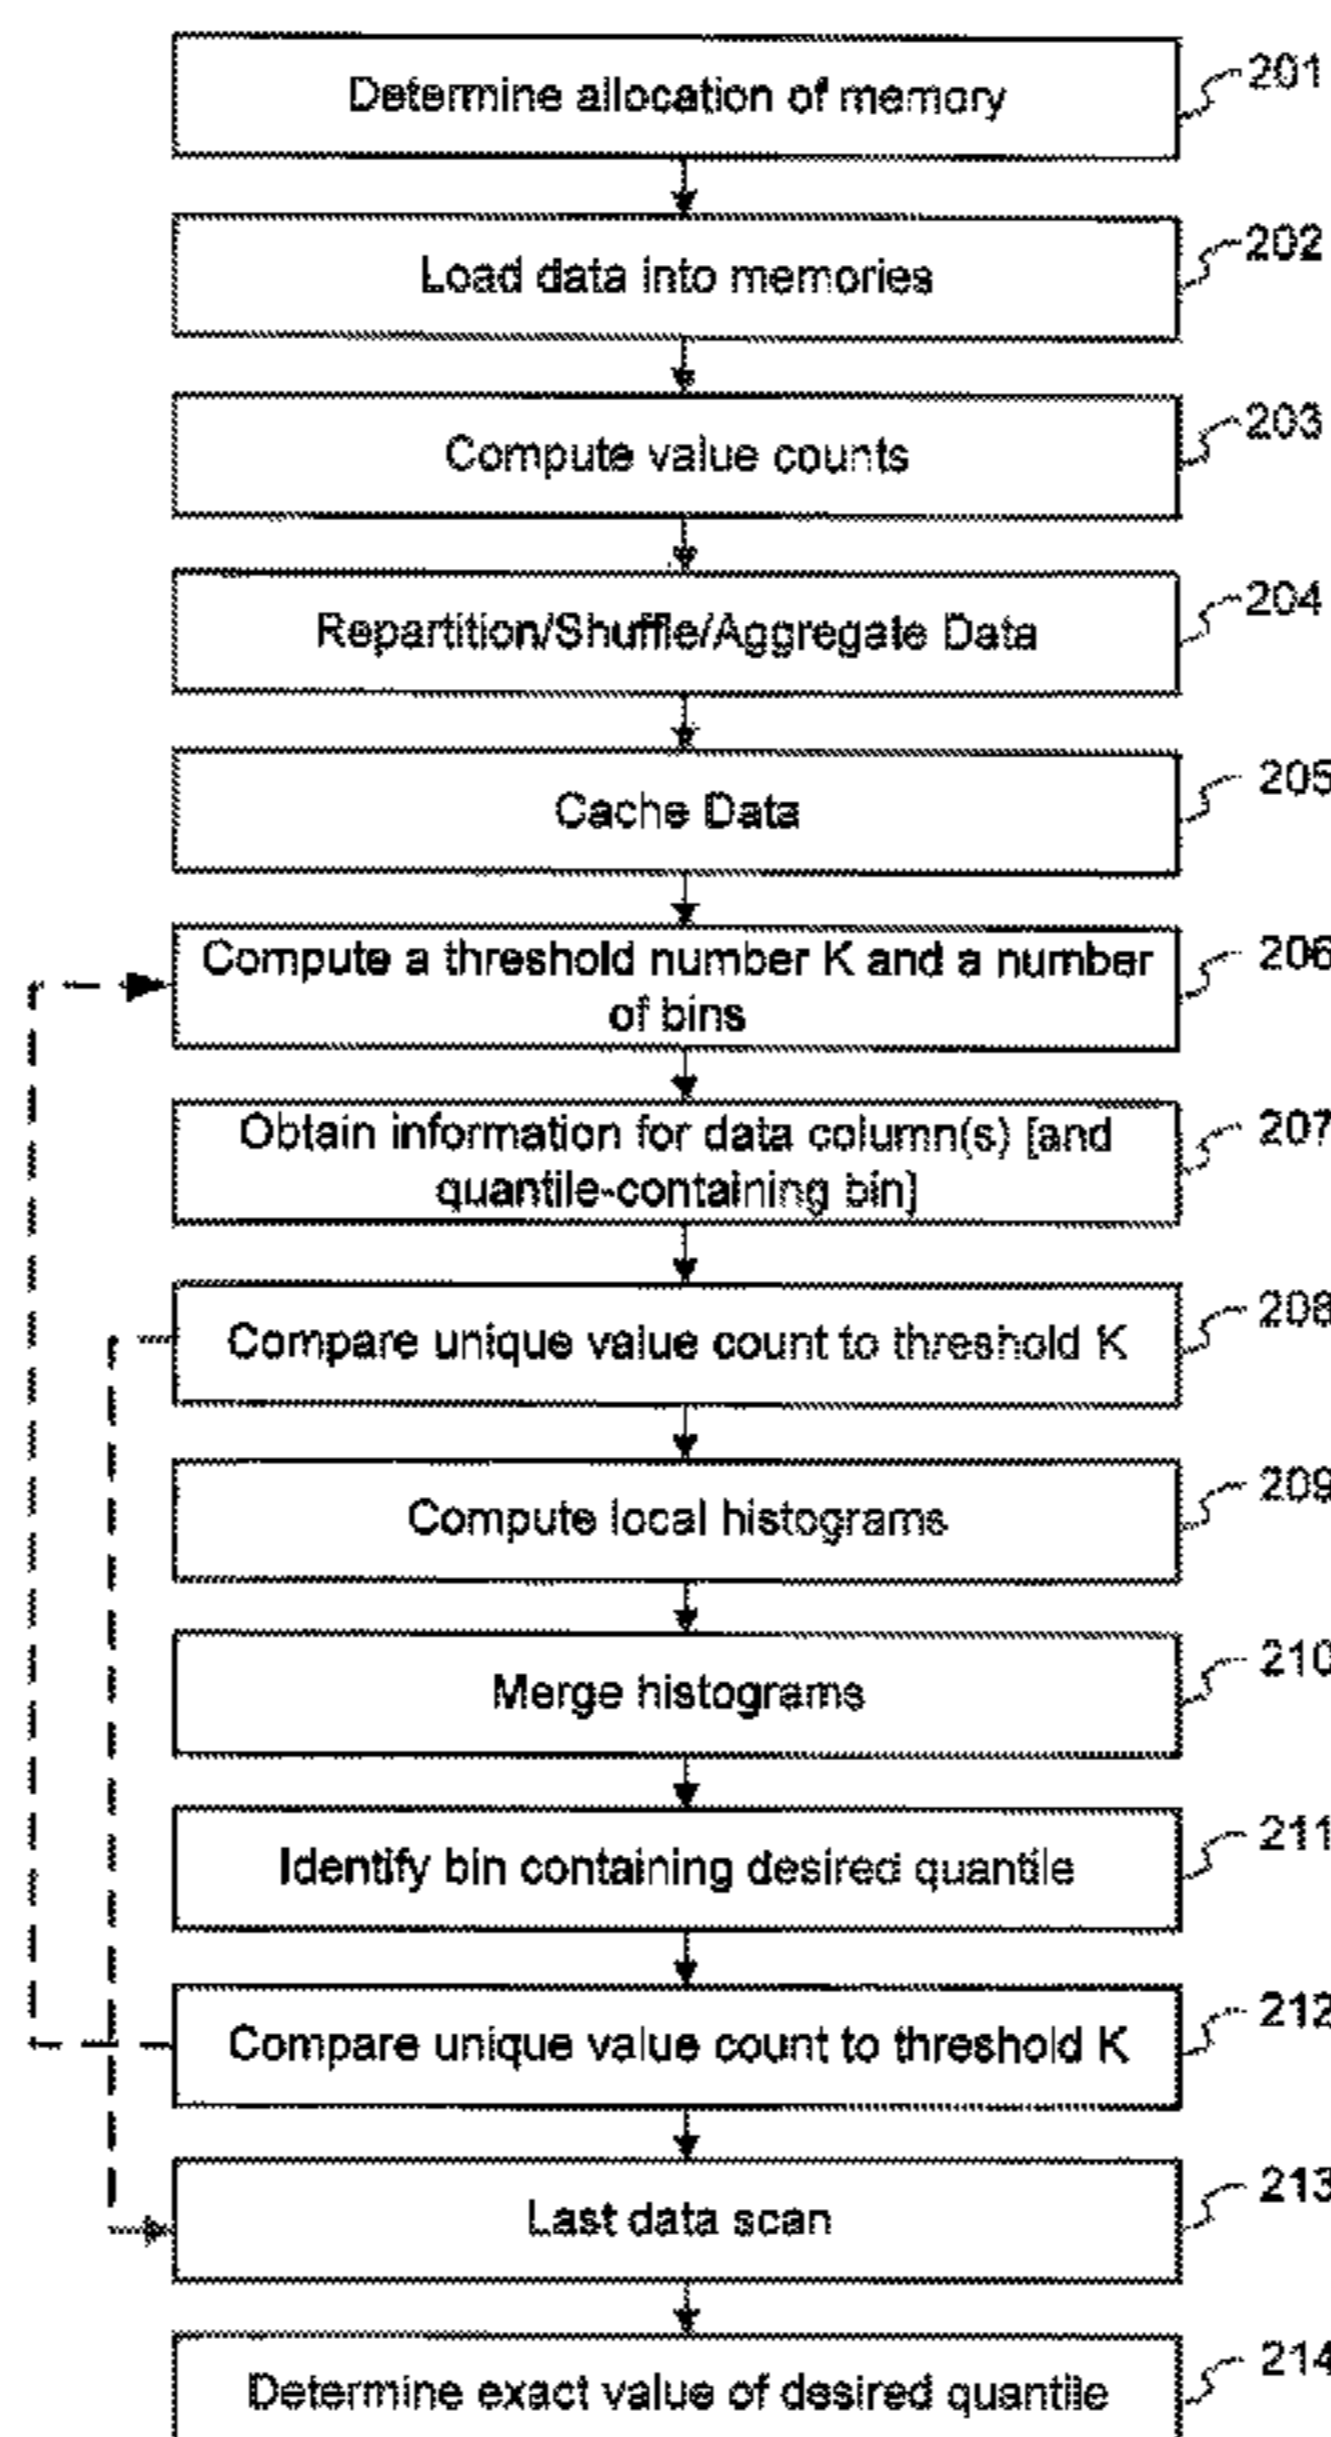 Determine allocation of memory
201
Load data into memories
202
Compute value counts
203
Repartition/Shuffle/Aggregate Data
204
Cache Data
205
Compute a threshold number K and a number
of bins
206
Obtain information for data column(s) [and
quantile-containing bin]
207
Compare unique value count to threshold K
208
Compute local histograms
209
Merge histograms
210
Identify bin containing desired quantile
211
Compare unique value count to threshold K
212
Last data scan
213
Determine exact value of desired quantile
214